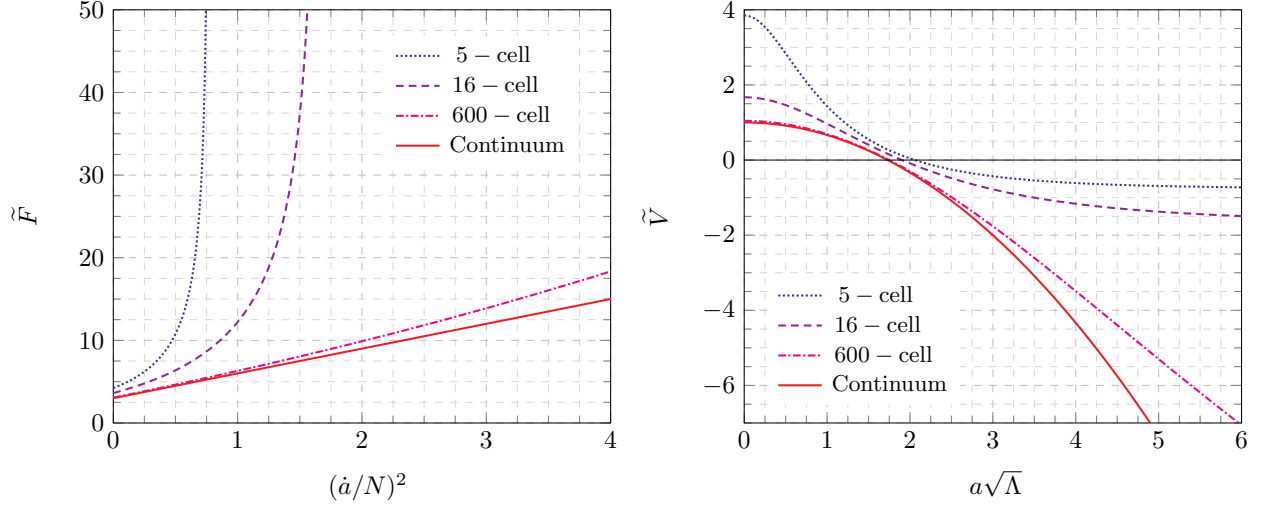 50
40
30
20
10
0
0
1
2
3
4
F̃
(ȧ/N)²
5 – cell
16 – cell
600 – cell
Continuum
4
2
0
−2
−4
−6
0
1
2
3
4
5
6
Ṽ
a√Λ
5 – cell
16 – cell
600 – cell
Continuum